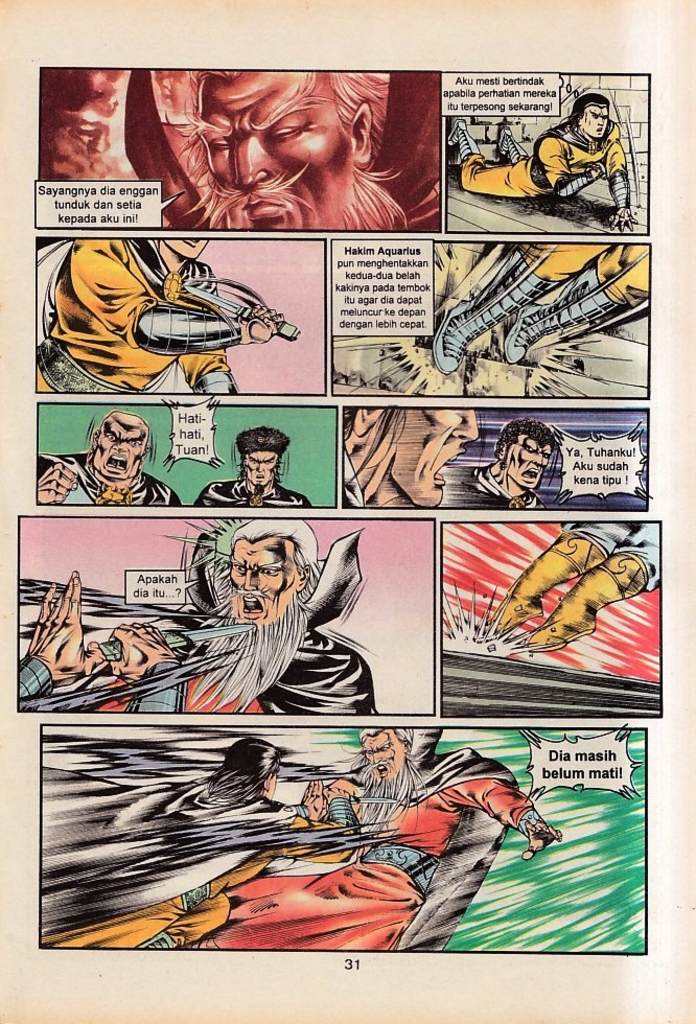 Sayangnya dia enggan
tunduk dan setia
kepada aku ini!
Aku mesti bertindak
apabila perhatian mereka
itu terpesong sekarang!
Hakim Aquarius
pun menghentakkan
kedua-dua belah
kakinya pada tembok
itu agar dia dapat
meluncur ke depan
dengan lebih cepat.
Hati-
hati,
Tuan!
Ya, Tuhanku!
Aku sudah
kena tipu !
Apakah
dia itu...?
Dia masih
belum mati!
31